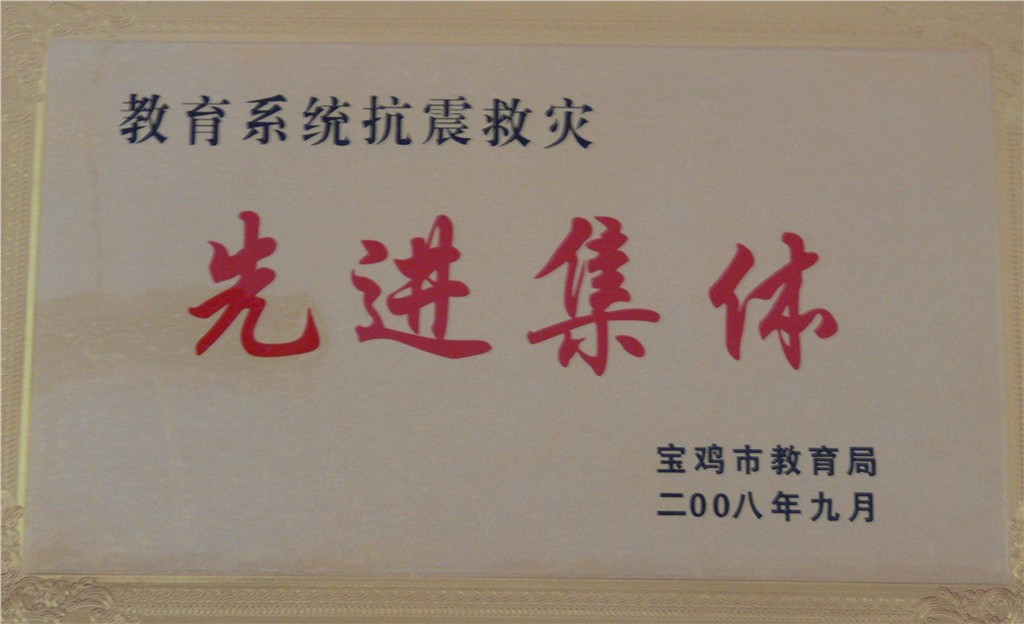 教育系统抗震救灾
先进集体
宝鸡市教育局
二00八年九月